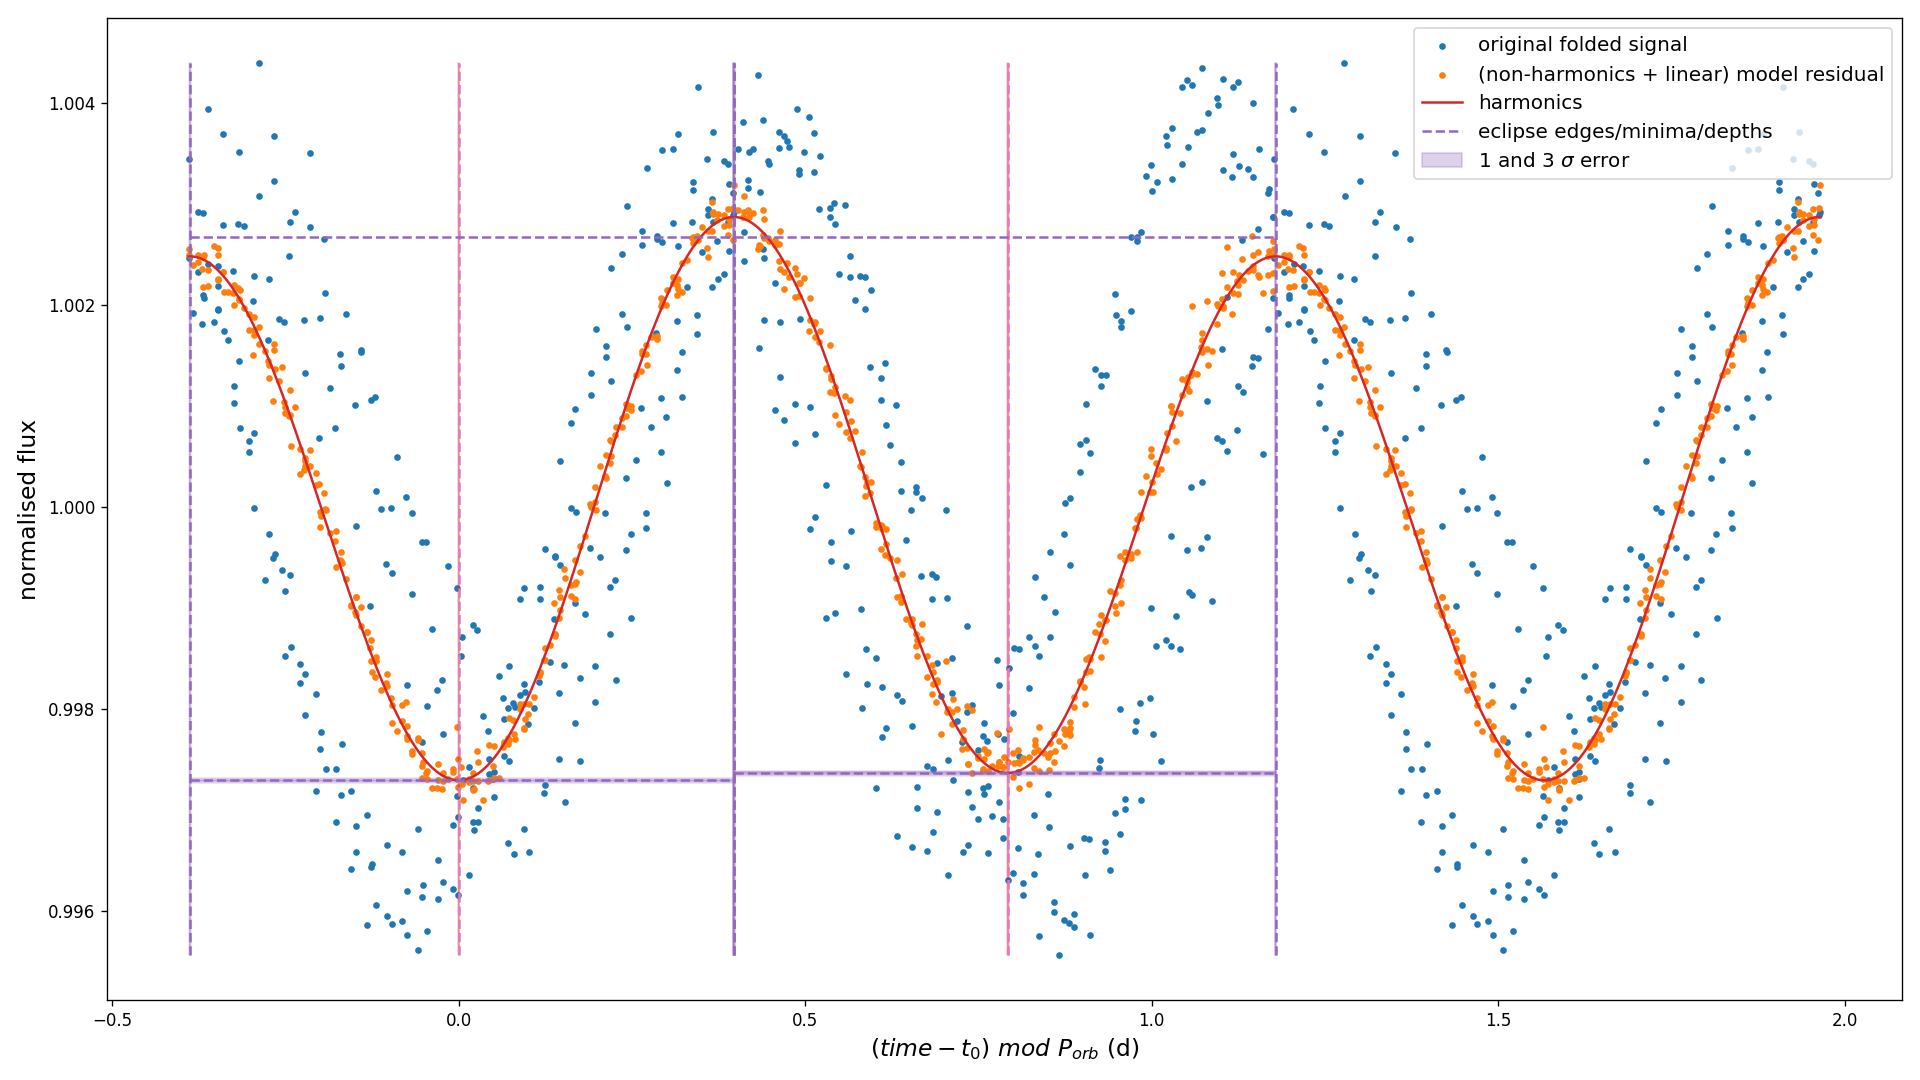 original folded signal
(non-harmonics + linear) model residual
harmonics
eclipse edges/minima/depths
1 and 3 σ error
1.004
1.002
1.000
0.998
0.996
normalised flux
−0.5 0.0 0.5 1.0 1.5 2.0
(time − t₀) mod Pₒᵣb (d)